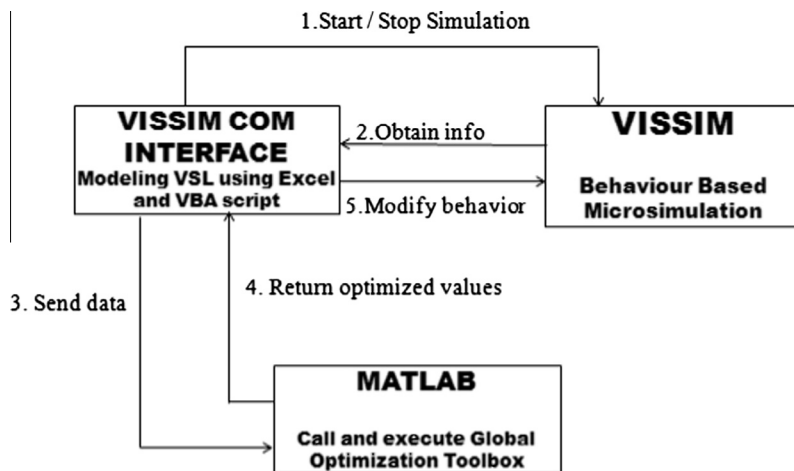 1.Start / Stop Simulation
VISSIM COM
INTERFACE
Modeling VSL using Excel
and VBA script
2.Obtain info
VISSIM
Behaviour Based
Microsimulation
5.Modify behavior
3. Send data
4. Return optimized values
MATLAB
Call and execute Global
Optimization Toolbox